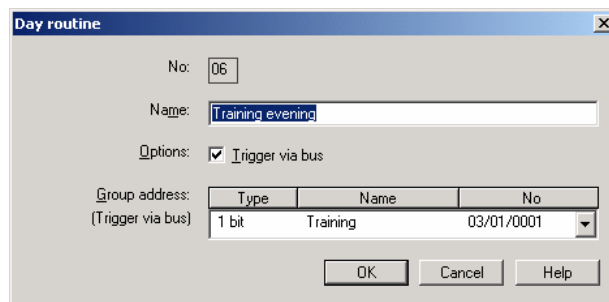 Day routine
No: 06
Name: Training evening
Options: Trigger via bus
Group address: Type Name No
(Trigger via bus) 1 bit Training 03/01/0001
OK Cancel Help